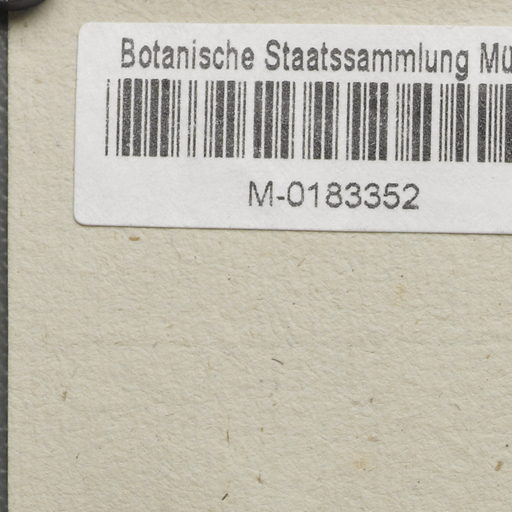 Botanische Staatssammlung Mü
M-0183352